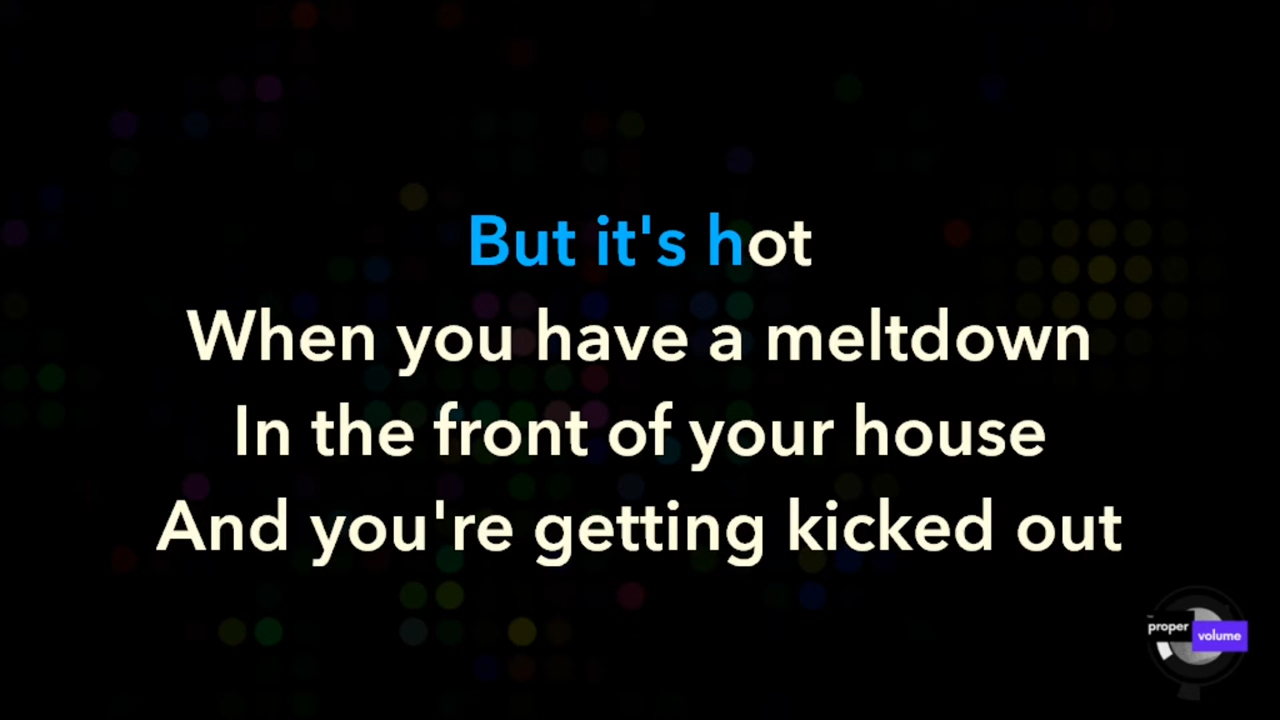 But it's hot
When you have a meltdown
In the front of your house
And you're getting kicked out
proper
volume